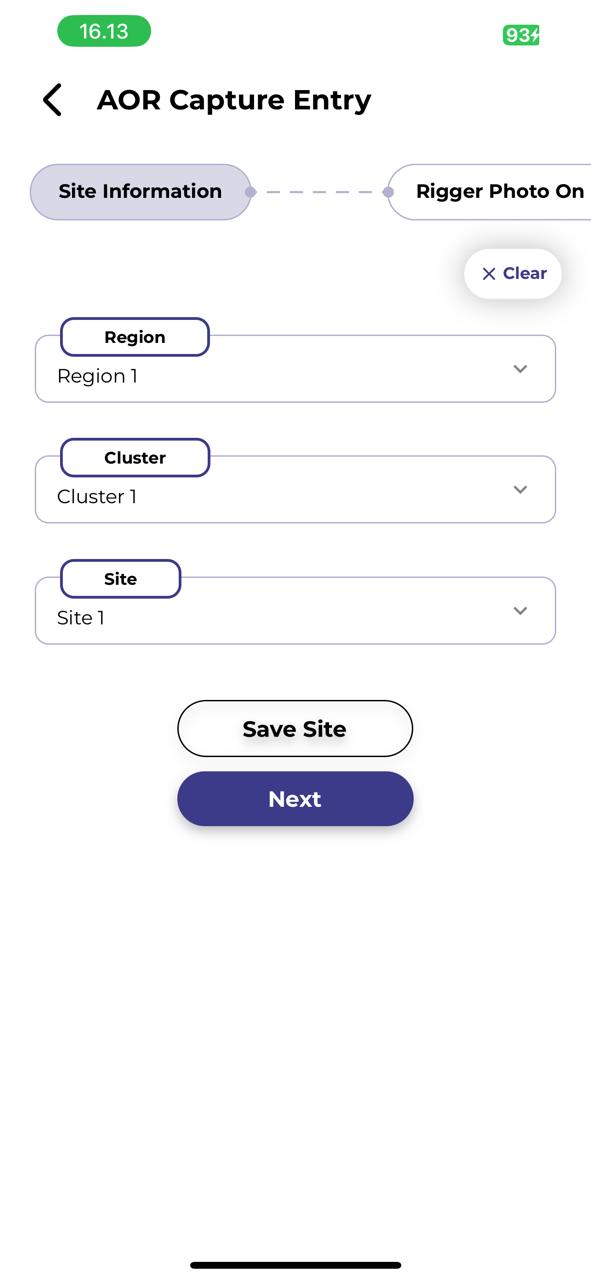 16.13
93
AOR Capture Entry
Site Information
Rigger Photo On
Clear
Region
Region 1
Cluster
Cluster 1
Site
Site 1
Save Site
Next